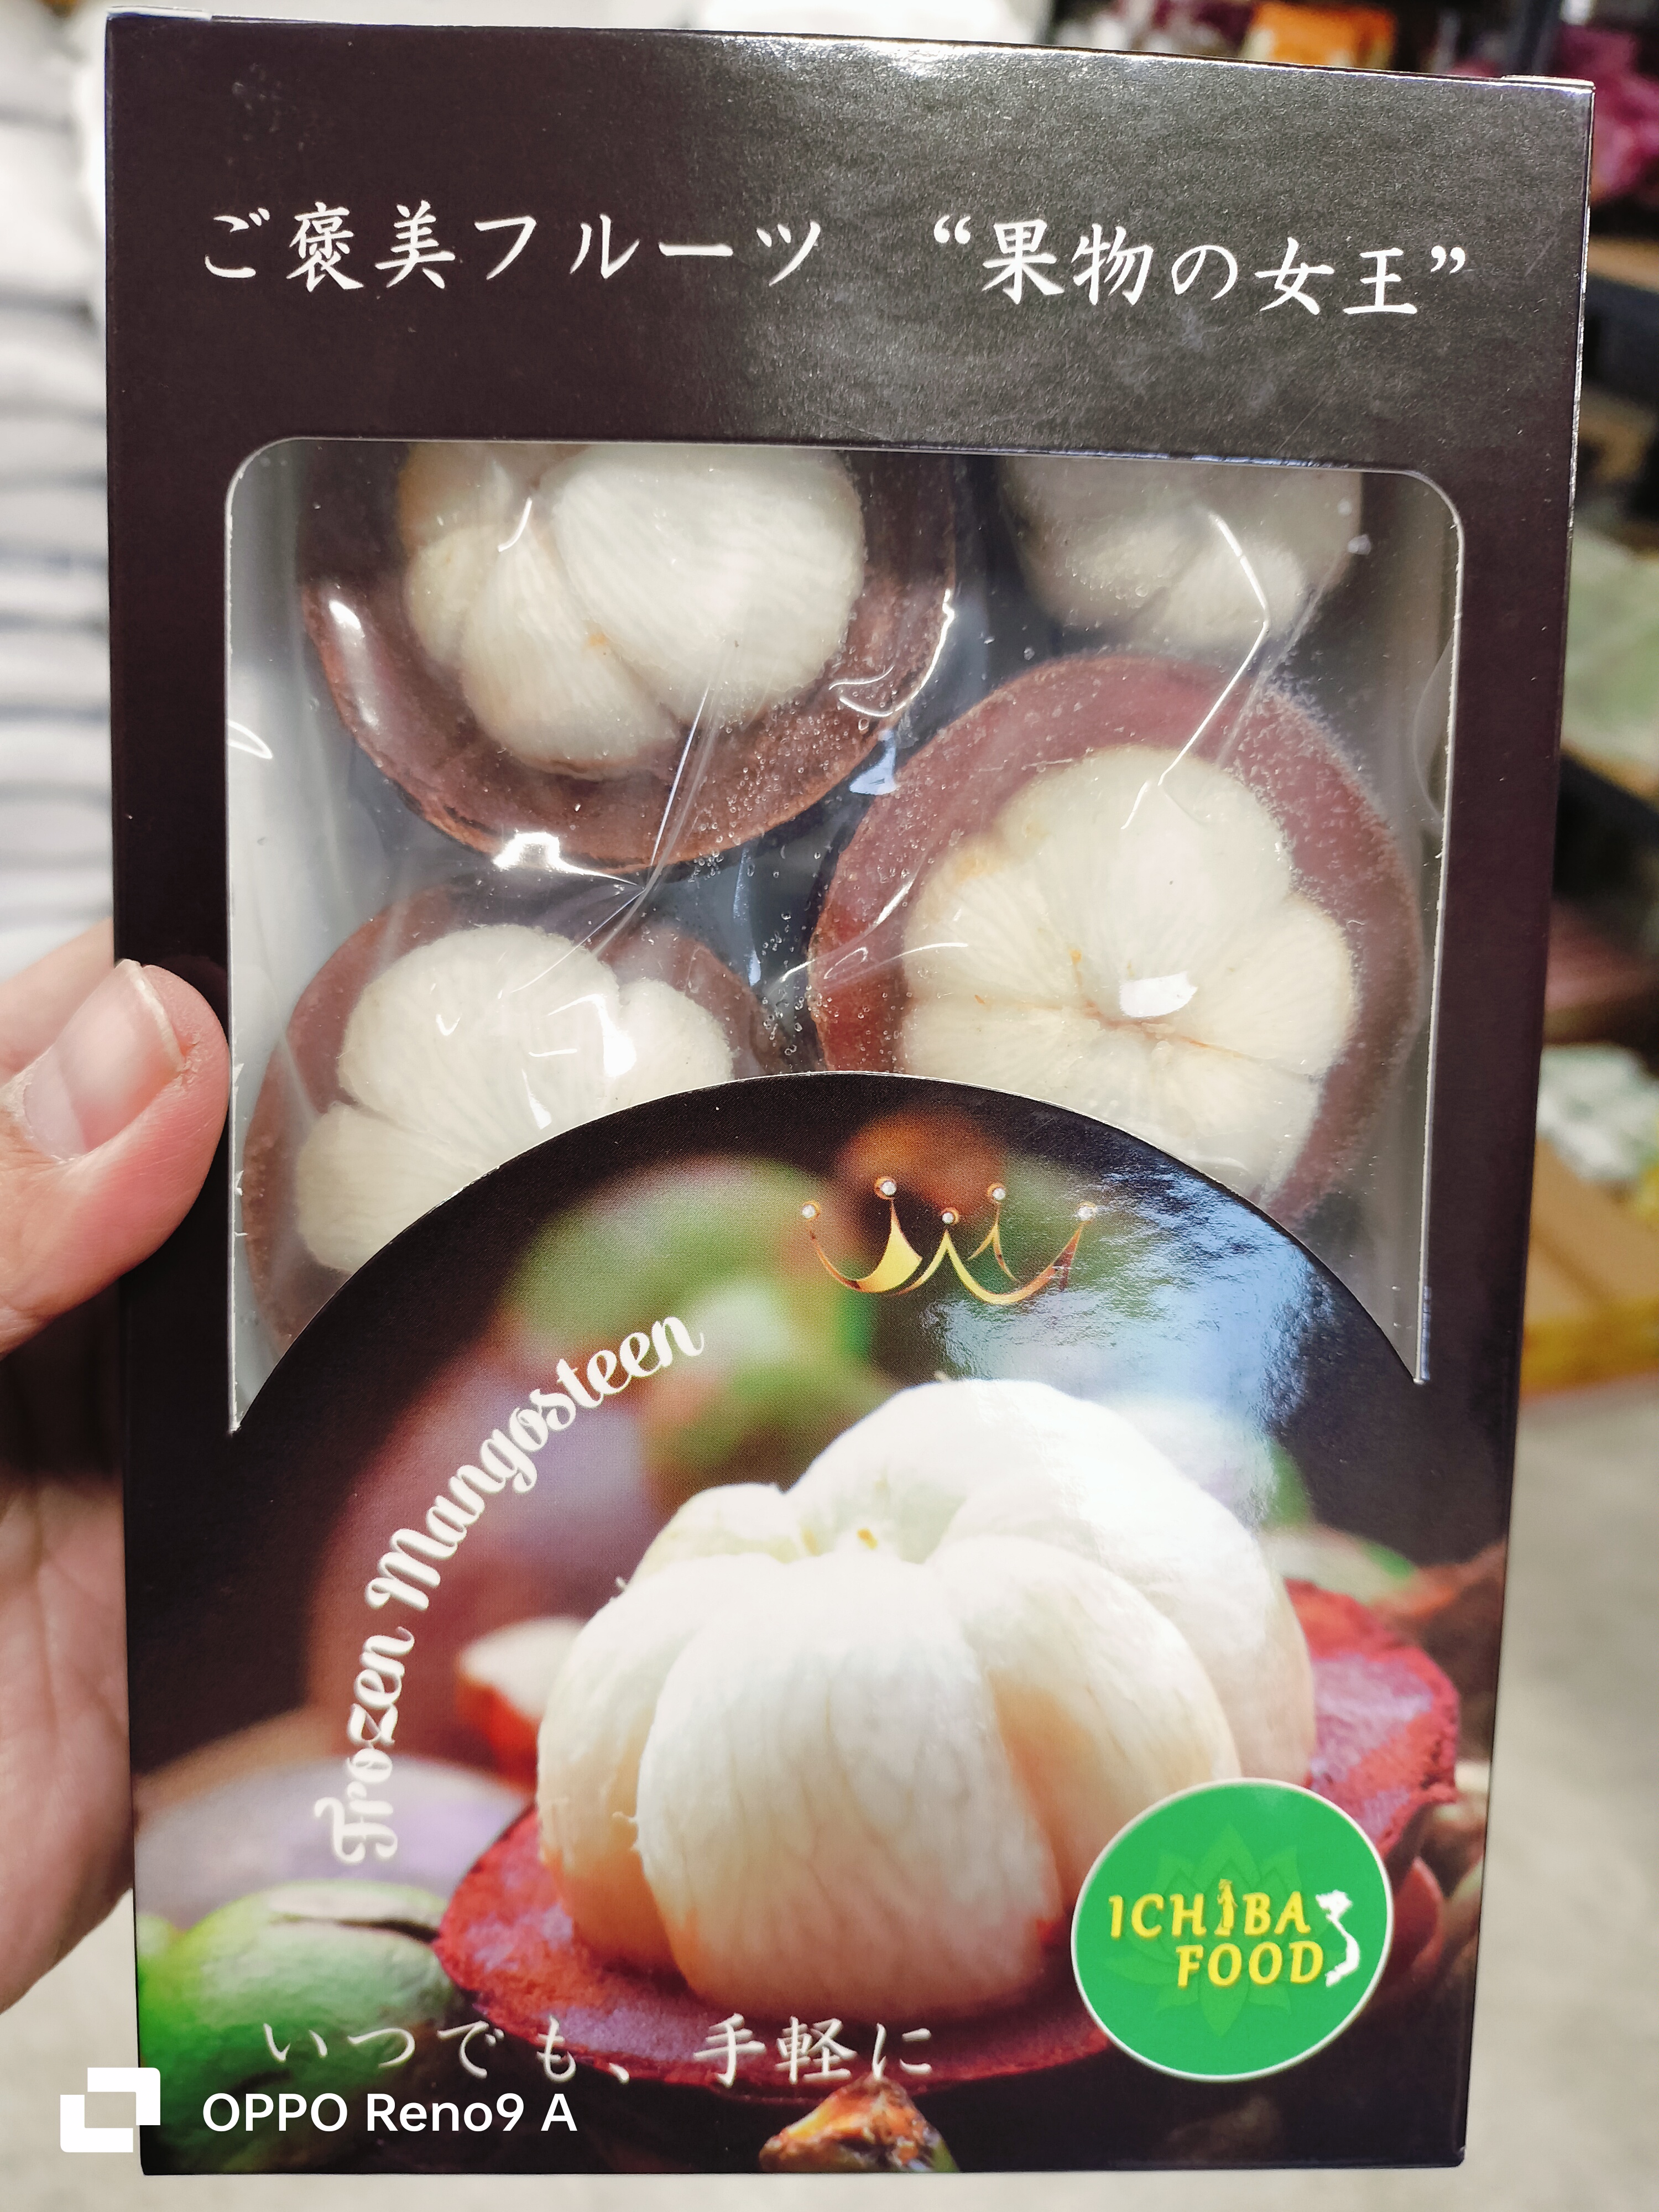 ご褒美フルーツ　“果物の女王”
Frozen Mangosteen
ICHIBA
FOOD
いつでも、手軽に
OPPO Reno9 A